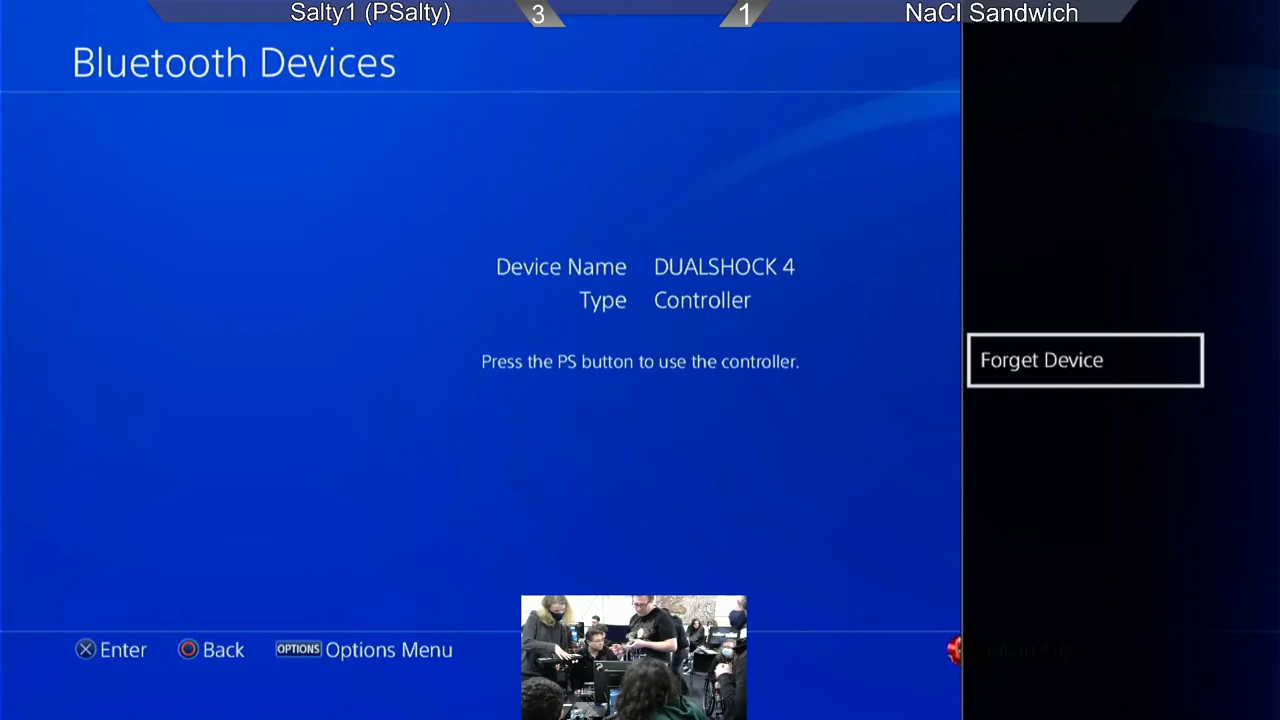 Salty1 (PSalty) 3 1 NaCl Sandwich
Bluetooth Devices
Device Name DUALSHOCK 4
Type Controller
Press the PS button to use the controller.
Forget Device
Enter Back OPTIONS Options Menu